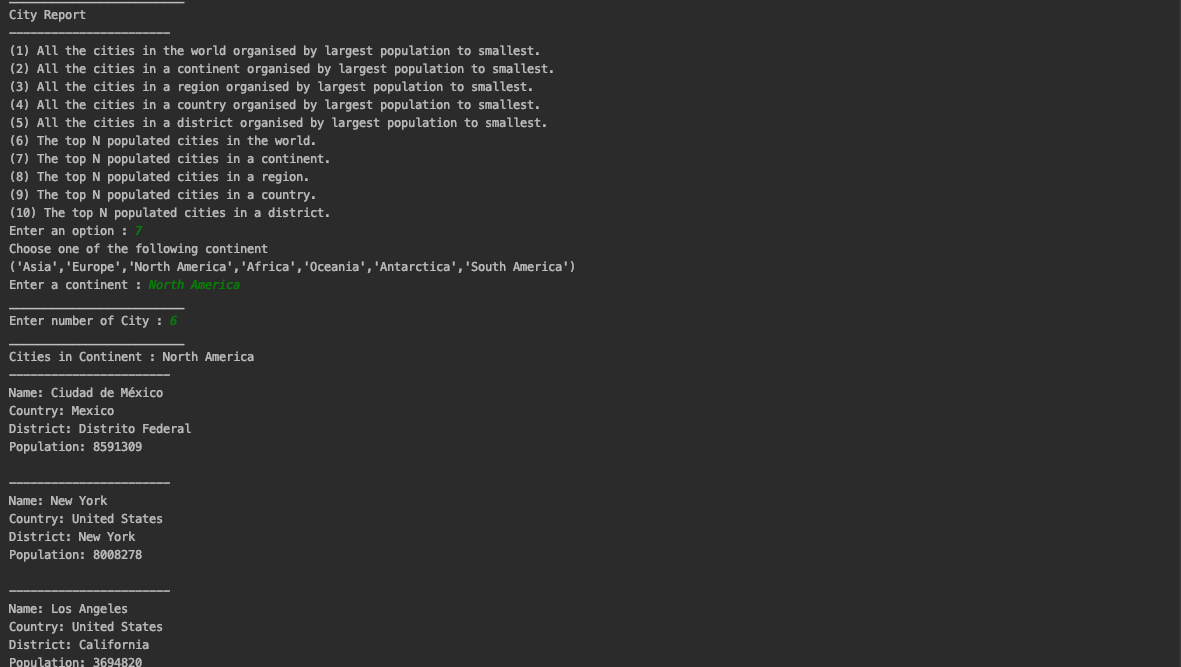 City Report
-----------------------
(1) All the cities in the world organised by largest population to smallest.
(2) All the cities in a continent organised by largest population to smallest.
(3) All the cities in a region organised by largest population to smallest.
(4) All the cities in a country organised by largest population to smallest.
(5) All the cities in a district organised by largest population to smallest.
(6) The top N populated cities in the world.
(7) The top N populated cities in a continent.
(8) The top N populated cities in a region.
(9) The top N populated cities in a country.
(10) The top N populated cities in a district.
Enter an option : 7
Choose one of the following continent
('Asia','Europe','North America','Africa','Oceania','Antarctica','South America')
Enter a continent : North America
_________________________
Enter number of City : 6
_________________________
Cities in Continent : North America
-----------------------
Name: Ciudad de México
Country: Mexico
District: Distrito Federal
Population: 8591309
-----------------------
Name: New York
Country: United States
District: New York
Population: 8008278
-----------------------
Name: Los Angeles
Country: United States
District: California
Population: 3694820